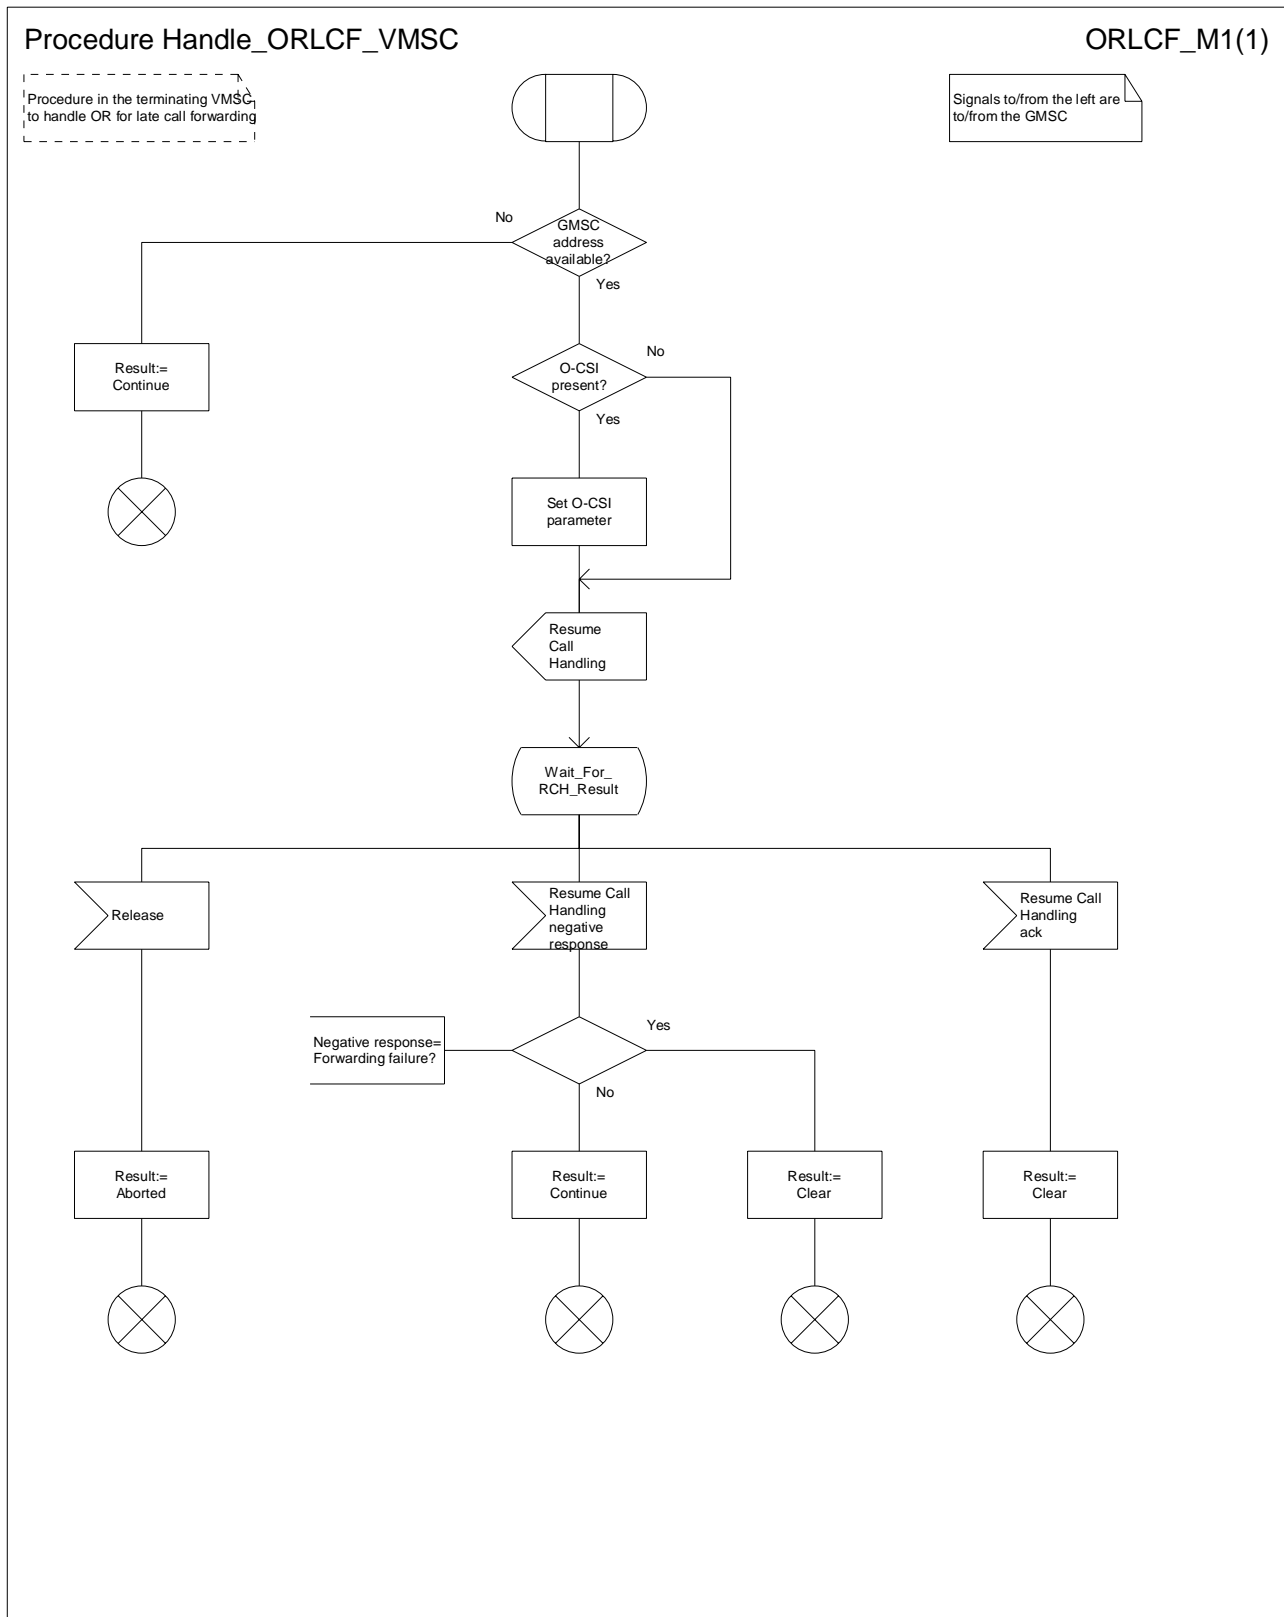 Procedure Handle_ORLCF_VMSC
ORLCF_M1(1)
Procedure in the terminating VMSC
to handle OR for late call forwarding
Signals to/from the left are
to/from the GMSC
No
GMSC
address
available?
Yes
Result:=
Continue
O-CSI
present?
No
Yes
Set O-CSI
parameter
Resume
Call
Handling
Wait_For_
RCH_Result
Release
Resume Call
Handling
negative
response
Resume Call
Handling
ack
Negative response=
Forwarding failure?
Yes
No
Result:=
Aborted
Result:=
Continue
Result:=
Clear
Result:=
Clear